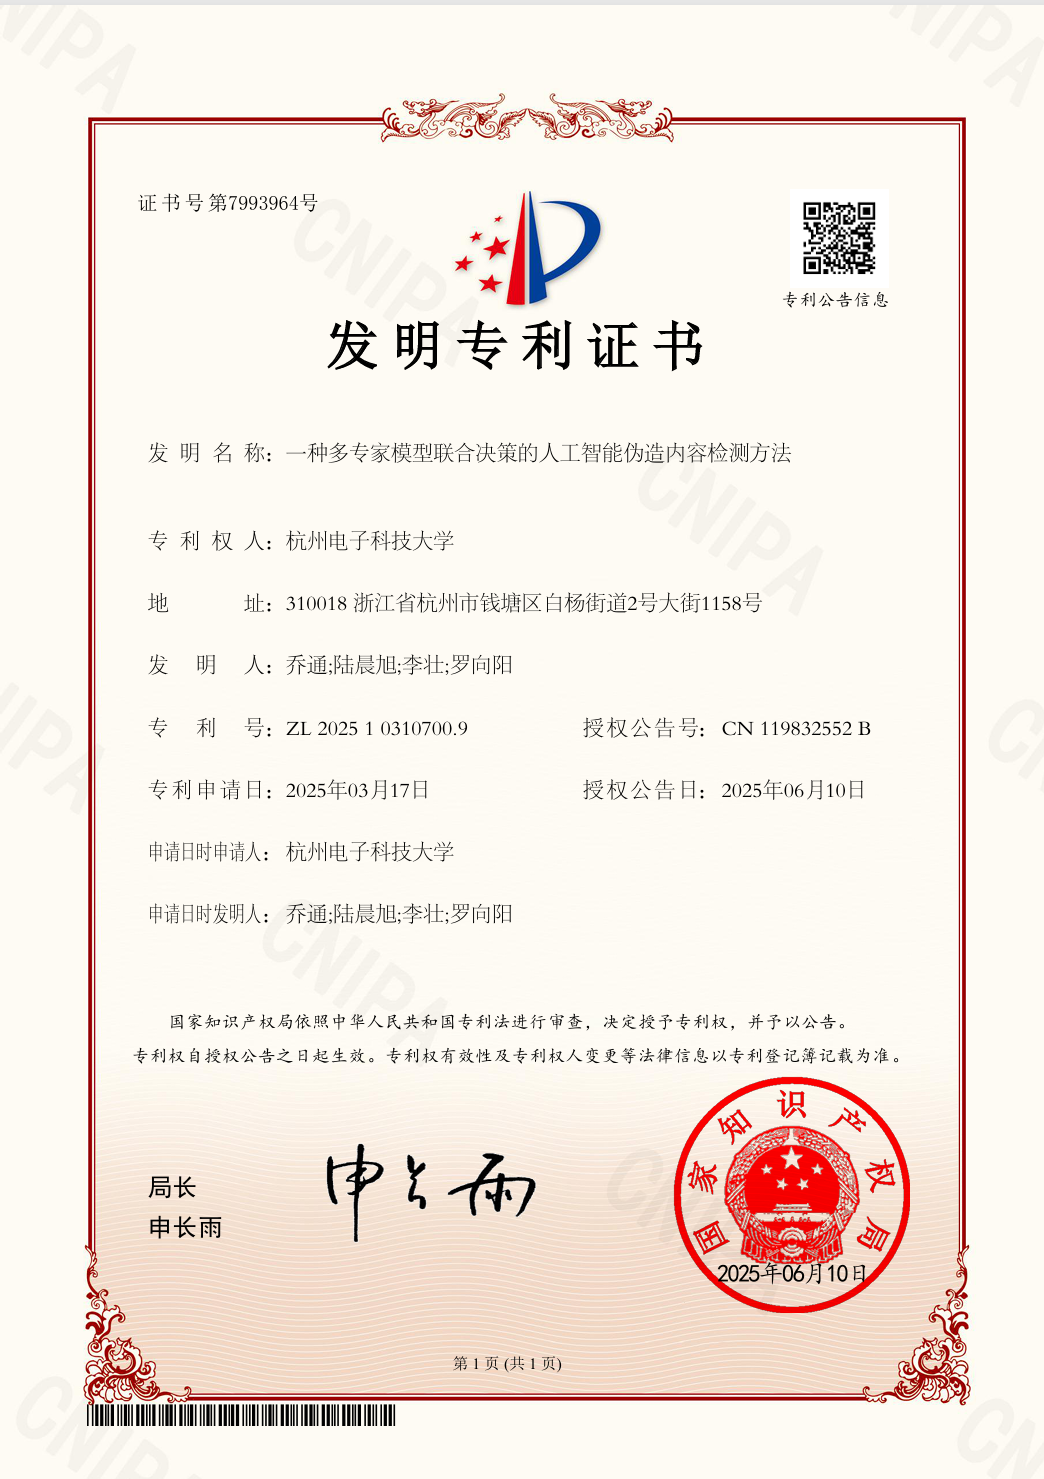 证书号第7993964号
专利公告信息
发明专利证书
发明名称：一种多专家模型联合决策的人工智能伪造内容检测方法
专利权人：杭州电子科技大学
地址：310018 浙江省杭州市钱塘区白杨街道2号大街1158号
发明人：乔通;陆晨旭;李壮;罗向阳
专利号：ZL 2025 1 0310700.9 授权公告号：CN 119832552 B
专利申请日：2025年03月17日 授权公告日：2025年06月10日
申请日时申请人：杭州电子科技大学
申请日时发明人：乔通;陆晨旭;李壮;罗向阳
国家知识产权局依照中华人民共和国专利法进行审查，决定授予专利权，并予以公告。
专利权自授权公告之日起生效。专利权有效性及专利权人变更等法律信息以专利登记簿记载为准。
局长
申长雨
申长雨
国家知识产权局
2025年06月10日
第 1 页 (共 1 页)
CNIPA
CNIPA
CNIPA
CNIPA
CNIPA
CNIPA